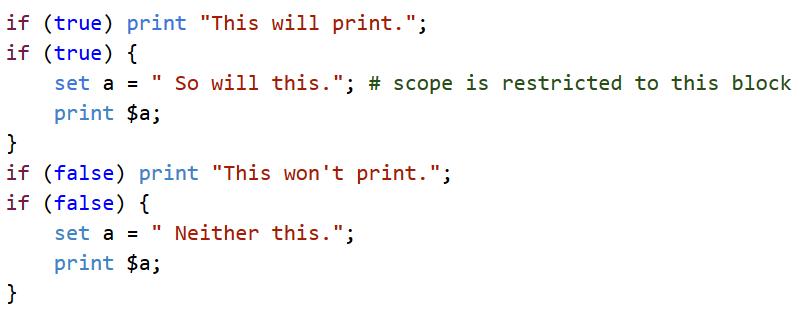 if (true) print "This will print.";
if (true) {
    set a = " So will this."; # scope is restricted to this block
    print $a;
}
if (false) print "This won't print.";
if (false) {
    set a = " Neither this.";
    print $a;
}